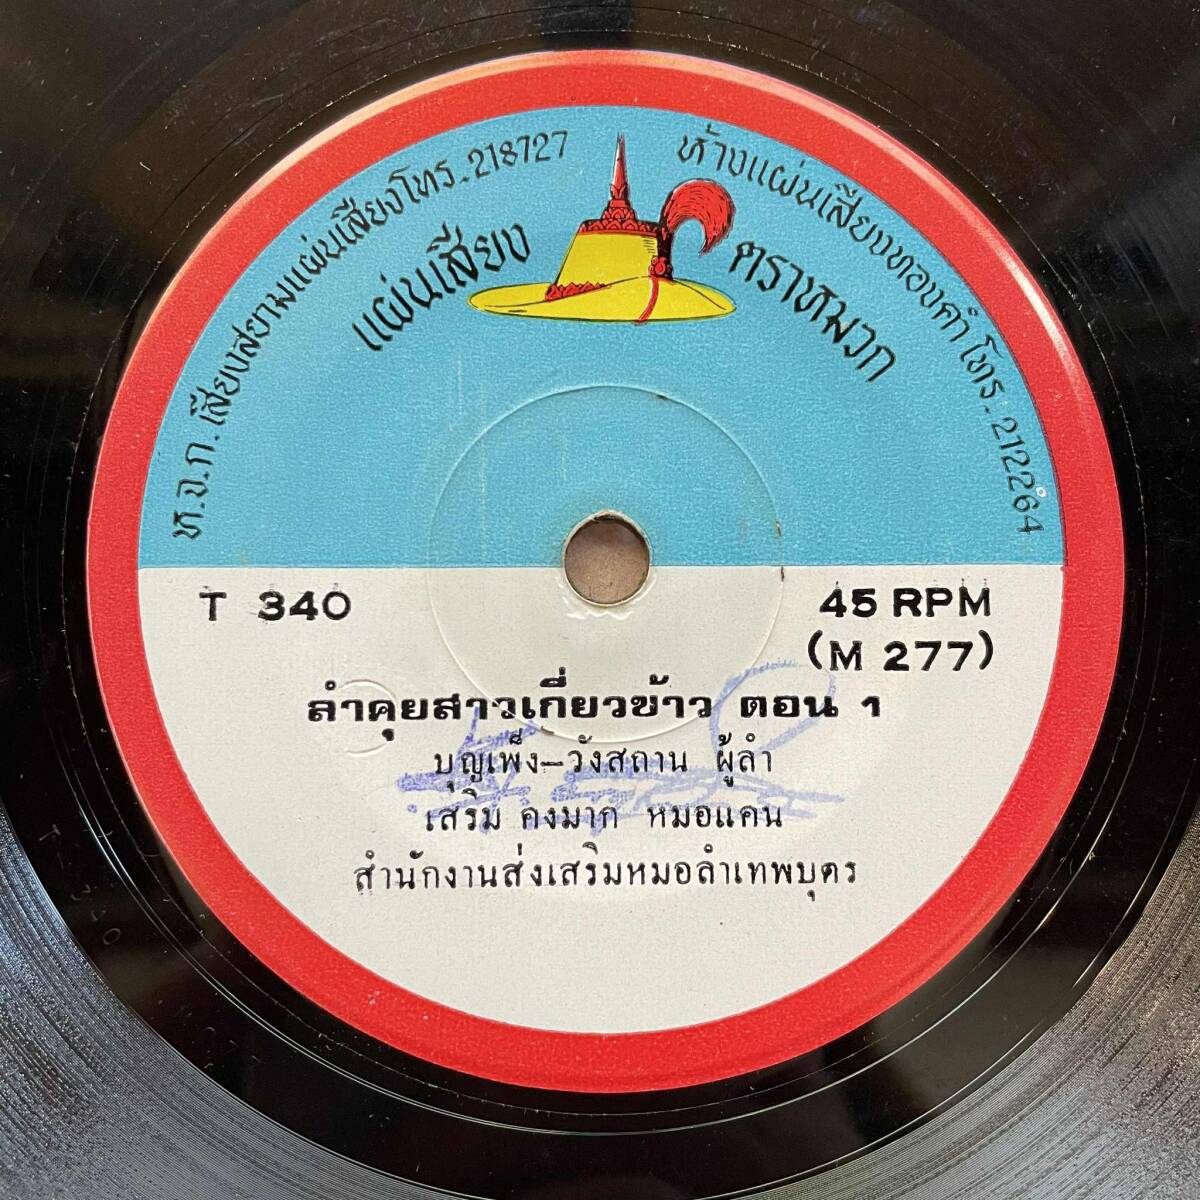 ห.จ.ก. เสียงสยามแผ่นเสียงโทร. 218727
ห้างแผ่นเสียงทองคำ โทร. 212264
แผ่นเสียง ตราหมวก
T 340
45 RPM
(M 277)
ลำคุยสาวเกี่ยวข้าว ตอน 1
บุญเพ็ง-วังสถาน ผู้ลำ
เสริม คงมาก หมอแคน
สำนักงานส่งเสริมหมอลำเทพบุตร